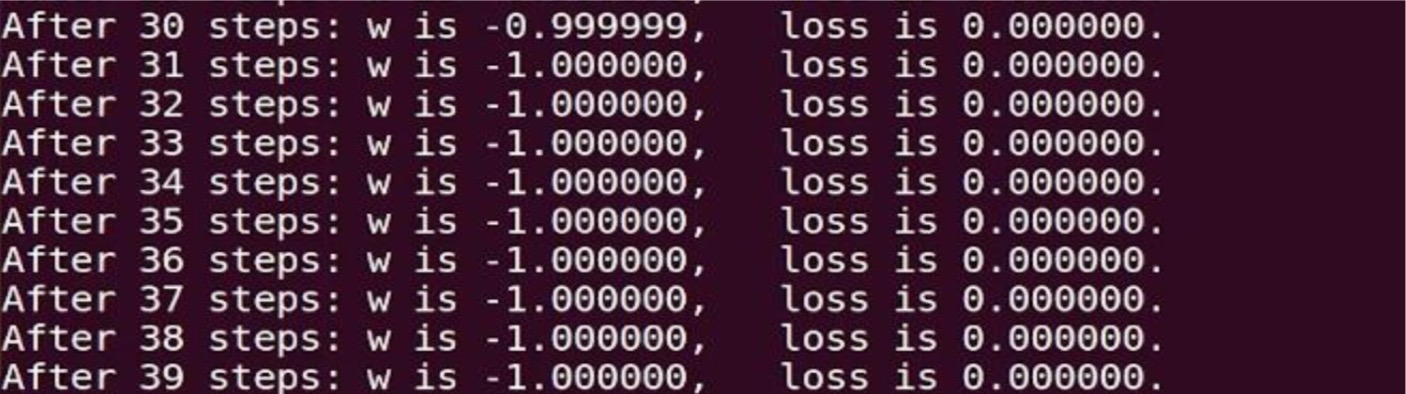 After 30 steps: w is -0.999999,   loss is 0.000000.
After 31 steps: w is -1.000000,   loss is 0.000000.
After 32 steps: w is -1.000000,   loss is 0.000000.
After 33 steps: w is -1.000000,   loss is 0.000000.
After 34 steps: w is -1.000000,   loss is 0.000000.
After 35 steps: w is -1.000000,   loss is 0.000000.
After 36 steps: w is -1.000000,   loss is 0.000000.
After 37 steps: w is -1.000000,   loss is 0.000000.
After 38 steps: w is -1.000000,   loss is 0.000000.
After 39 steps: w is -1.000000,   loss is 0.000000.